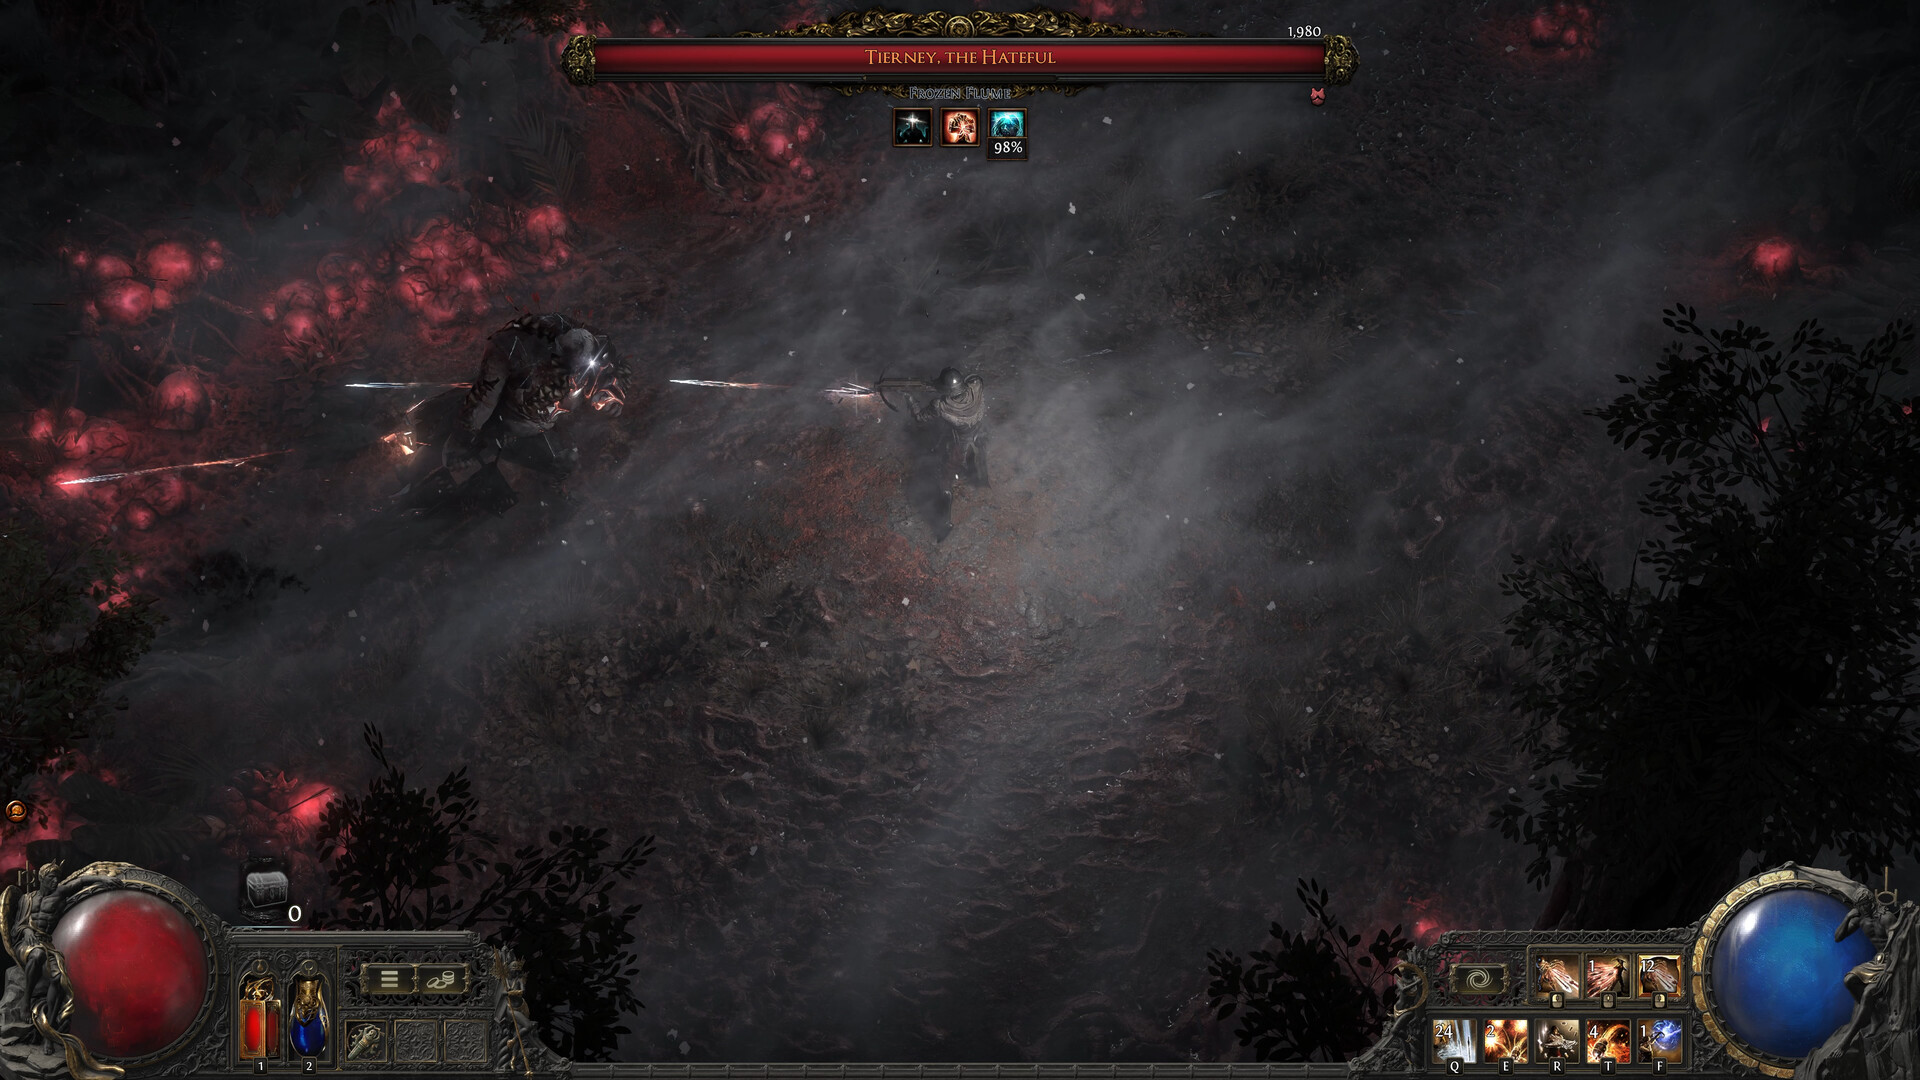 1,980
TIERNEY, THE HATEFUL
FROZEN FLUME
98%
0
1 2
1 12
24 2 4 1
Q E R T F